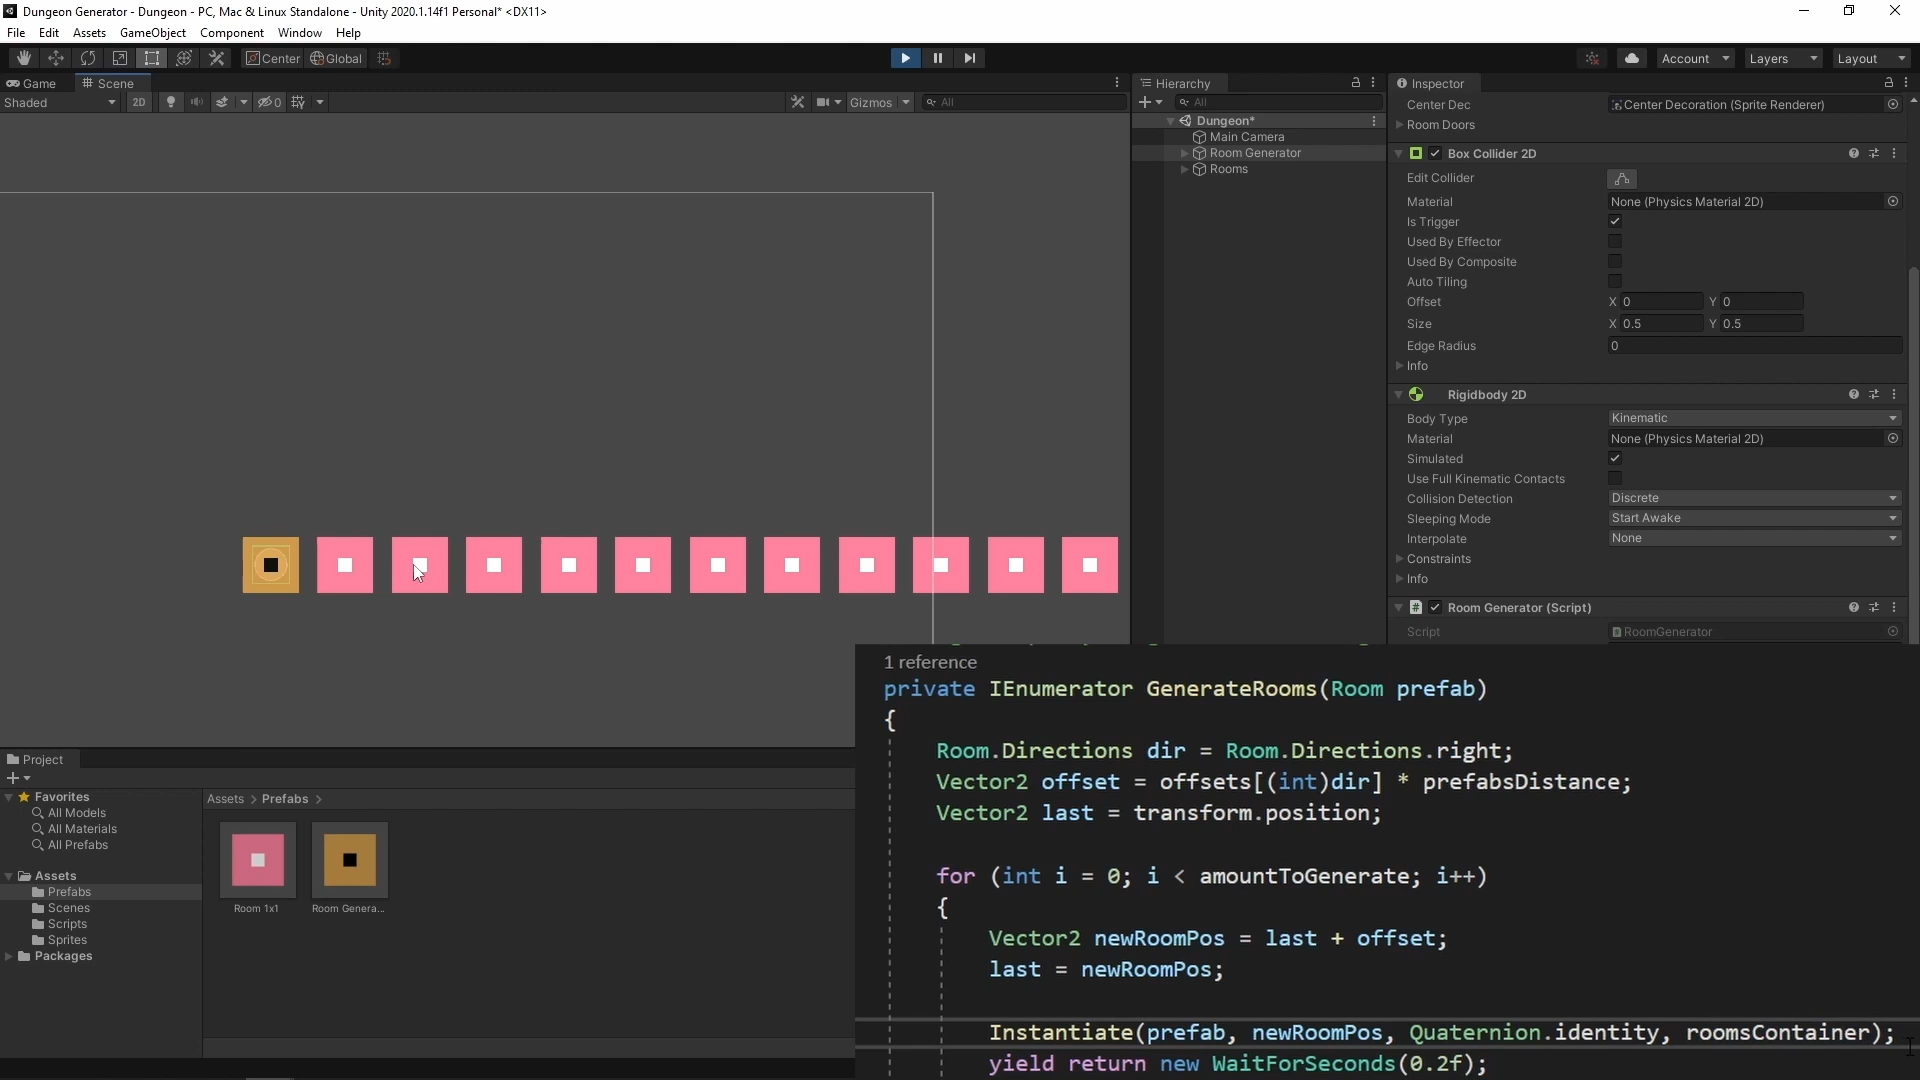 Dungeon Generator - Dungeon - PC, Mac & Linux Standalone - Unity 2020.1.14f1 Personal* <DX11>
File Edit Assets GameObject Component Window Help
Center Global
Account Layers Layout
Game Scene
Shaded 2D 0 Gizmos All
Hierarchy
All
Dungeon*
Main Camera
Room Generator
Rooms
Inspector
Center Dec Center Decoration (Sprite Renderer)
Room Doors
Box Collider 2D
Edit Collider
Material None (Physics Material 2D)
Is Trigger
Used By Effector
Used By Composite
Auto Tiling
Offset X 0 Y 0
Size X 0.5 Y 0.5
Edge Radius 0
Info
Rigidbody 2D
Body Type Kinematic
Material None (Physics Material 2D)
Simulated
Use Full Kinematic Contacts
Collision Detection Discrete
Sleeping Mode Start Awake
Interpolate None
Constraints
Info
Room Generator (Script)
Script RoomGenerator
Project
Favorites
All Models
All Materials
All Prefabs
Assets
Prefabs
Scenes
Scripts
Sprites
Packages
Assets > Prefabs >
Room 1x1 Room Genera...
1 reference
private IEnumerator GenerateRooms(Room prefab)
{
Room.Directions dir = Room.Directions.right;
Vector2 offset = offsets[(int)dir] * prefabsDistance;
Vector2 last = transform.position;
for (int i = 0; i < amountToGenerate; i++)
{
Vector2 newRoomPos = last + offset;
last = newRoomPos;
Instantiate(prefab, newRoomPos, Quaternion.identity, roomsContainer);
yield return new WaitForSeconds(0.2f);